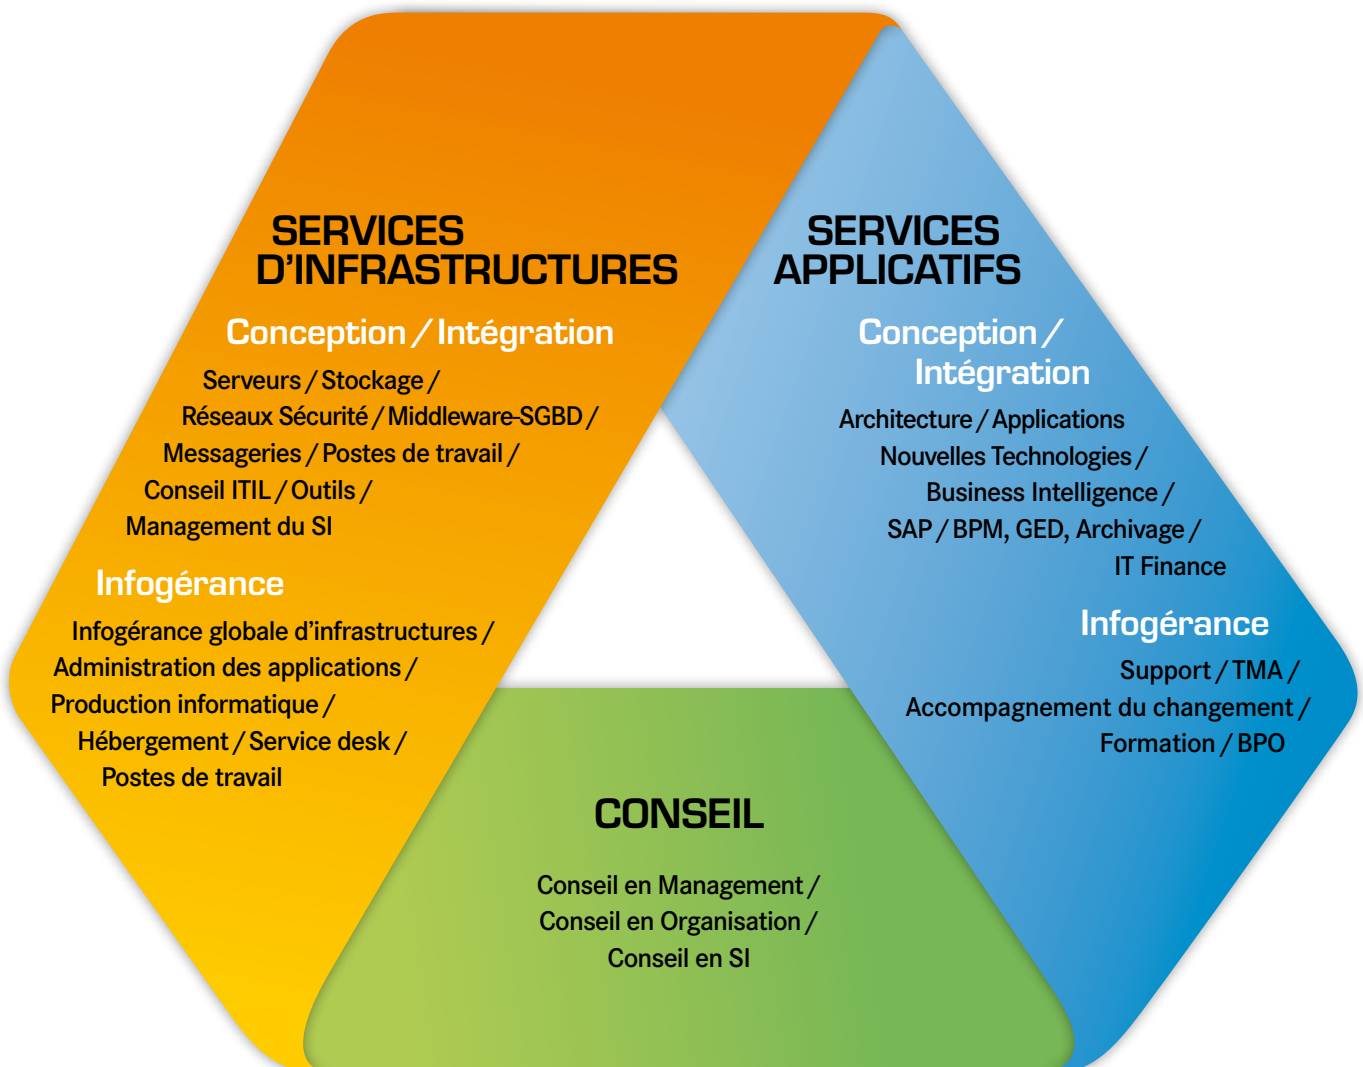 SERVICES
D'INFRASTRUCTURES
Conception / Intégration
Serveurs / Stockage /
Réseaux Sécurité / Middleware-SGBD /
Messageries / Postes de travail /
Conseil ITIL / Outils /
Management du SI
Infogérance
Infogérance globale d'infrastructures /
Administration des applications /
Production informatique /
Hébergement / Service desk /
Postes de travail
SERVICES
APPLICATIFS
Conception /
Intégration
Architecture / Applications
Nouvelles Technologies /
Business Intelligence /
SAP / BPM, GED, Archivage /
IT Finance
Infogérance
Support / TMA /
Accompagnement du changement /
Formation / BPO
CONSEIL
Conseil en Management /
Conseil en Organisation /
Conseil en SI